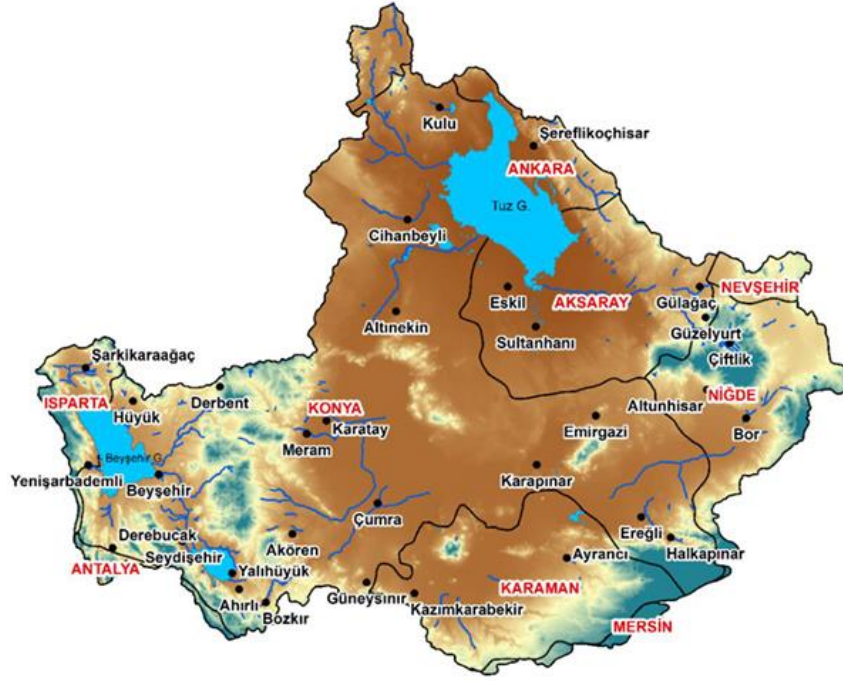 Kulu
Şereflikoçhisar
ANKARA
Tuz G.
Cihanbeyli
Eskil
AKSARAY
Gülağaç
NEVŞEHİR
Altınekin
Sultanhanı
Güzelyurt
Çiftlik
Şarkikaraağaç
Derbent
ISPARTA
Hüyük
KONYA
Karatay
Meram
Emirgazi
Altunhisar
NİĞDE
Bor
Beyşehir G.
Yenişarbademli
Beyşehir
Karapınar
Çumra
Ereğli
Derebucak
Seydişehir
Akören
Halkapınar
ANTALYA
Yalıhüyük
Ayrancı
Ahırlı
Güneysınır
KARAMAN
Bozkır
Kazımkarabekir
MERSİN